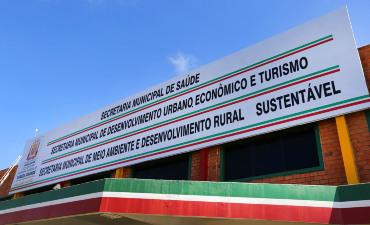 SECRETARIA MUNICIPAL DE SAÚDE
SECRETARIA MUNICIPAL DE DESENVOLVIMENTO URBANO, ECONÔMICO E TURISMO
SECRETARIA MUNICIPAL DE MEIO AMBIENTE E DESENVOLVIMENTO RURAL SUSTENTÁVEL